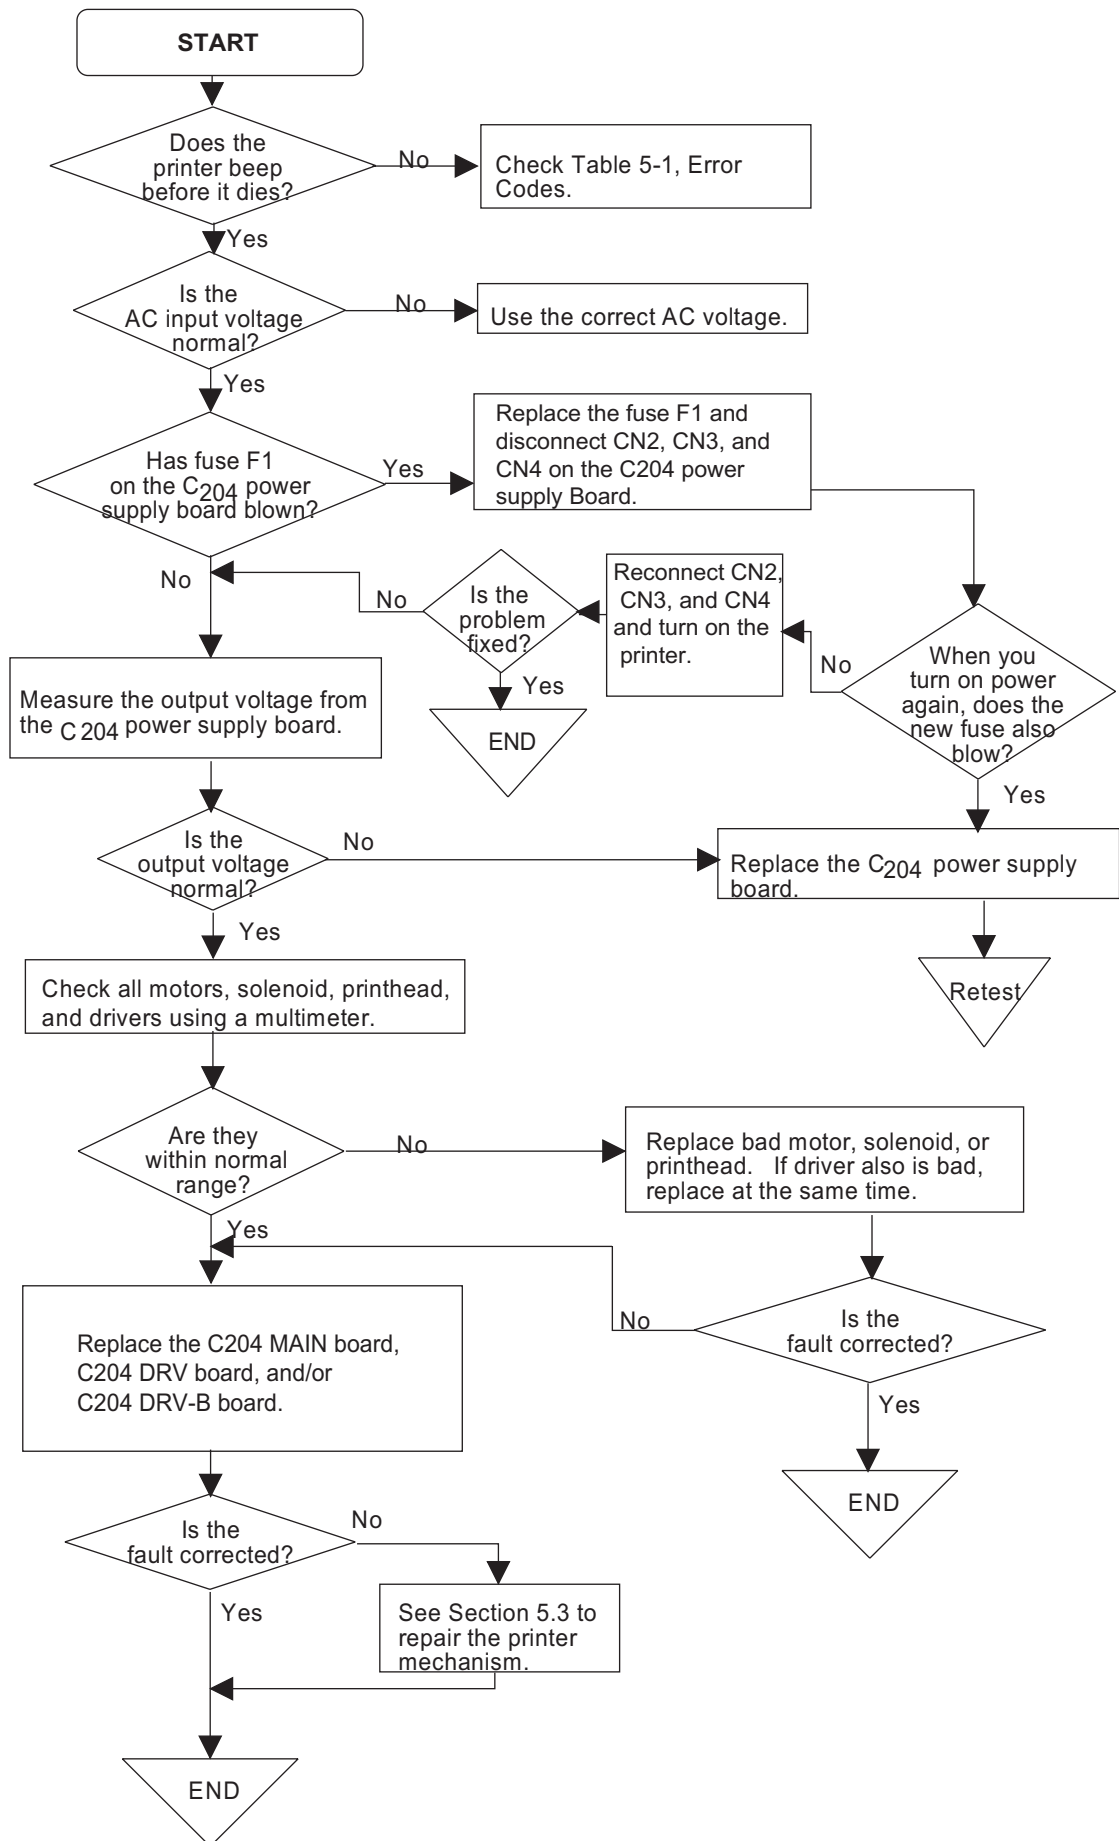 START
Does the
printer beep
before it dies?
No
Check Table 5-1, Error
Codes.
Yes
Is the
AC input voltage
normal?
No
Use the correct AC voltage.
Yes
Has fuse F1
on the C204 power
supply board blown?
Yes
Replace the fuse F1 and
disconnect CN2, CN3, and
CN4 on the C204 power
supply Board.
No
No
Is the
problem
fixed?
Yes
END
Reconnect CN2,
CN3, and CN4
and turn on the
printer.
No
When you
turn on power
again, does the
new fuse also
blow?
Yes
Measure the output voltage from
the C 204 power supply board.
Is the
output voltage
normal?
No
Replace the C204 power supply
board.
Yes
Retest
Check all motors, solenoid, printhead,
and drivers using a multimeter.
Are they
within normal
range?
No
Replace bad motor, solenoid, or
printhead. If driver also is bad,
replace at the same time.
Yes
No
Is the
fault corrected?
Yes
END
Replace the C204 MAIN board,
C204 DRV board, and/or
C204 DRV-B board.
Is the
fault corrected?
No
Yes
See Section 5.3 to
repair the printer
mechanism.
END